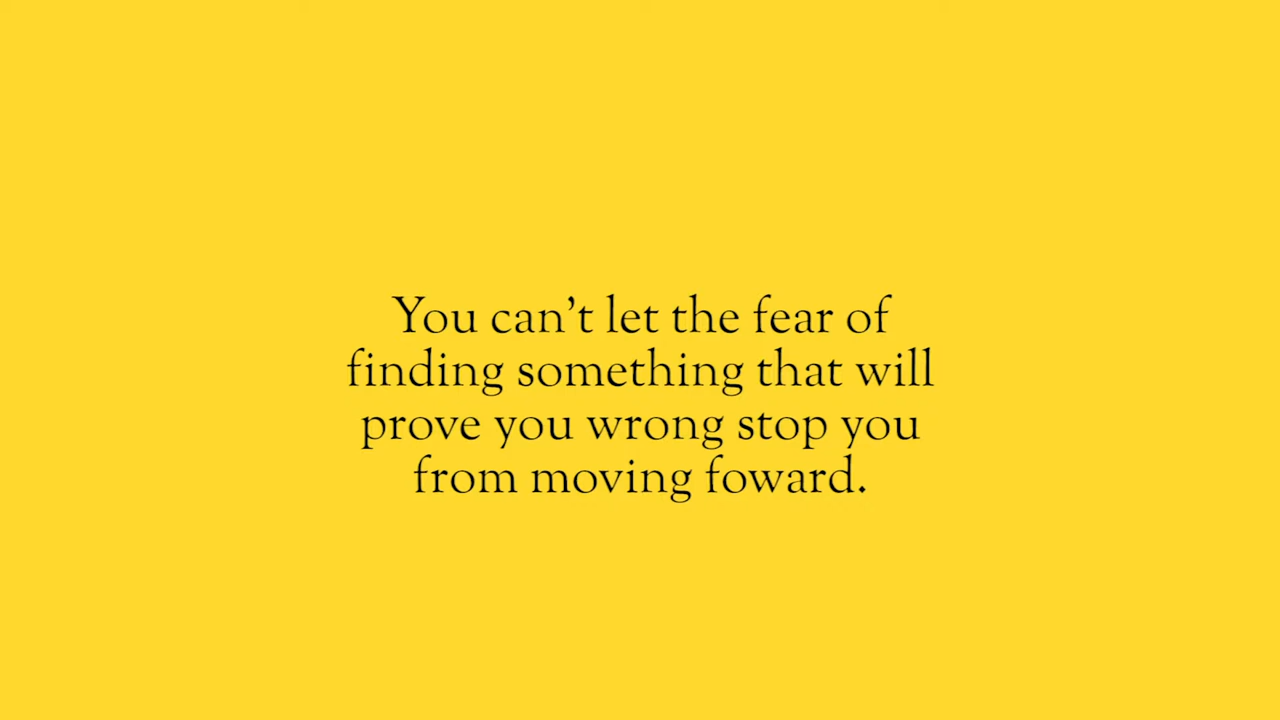 You can’t let the fear of
finding something that will
prove you wrong stop you
from moving foward.